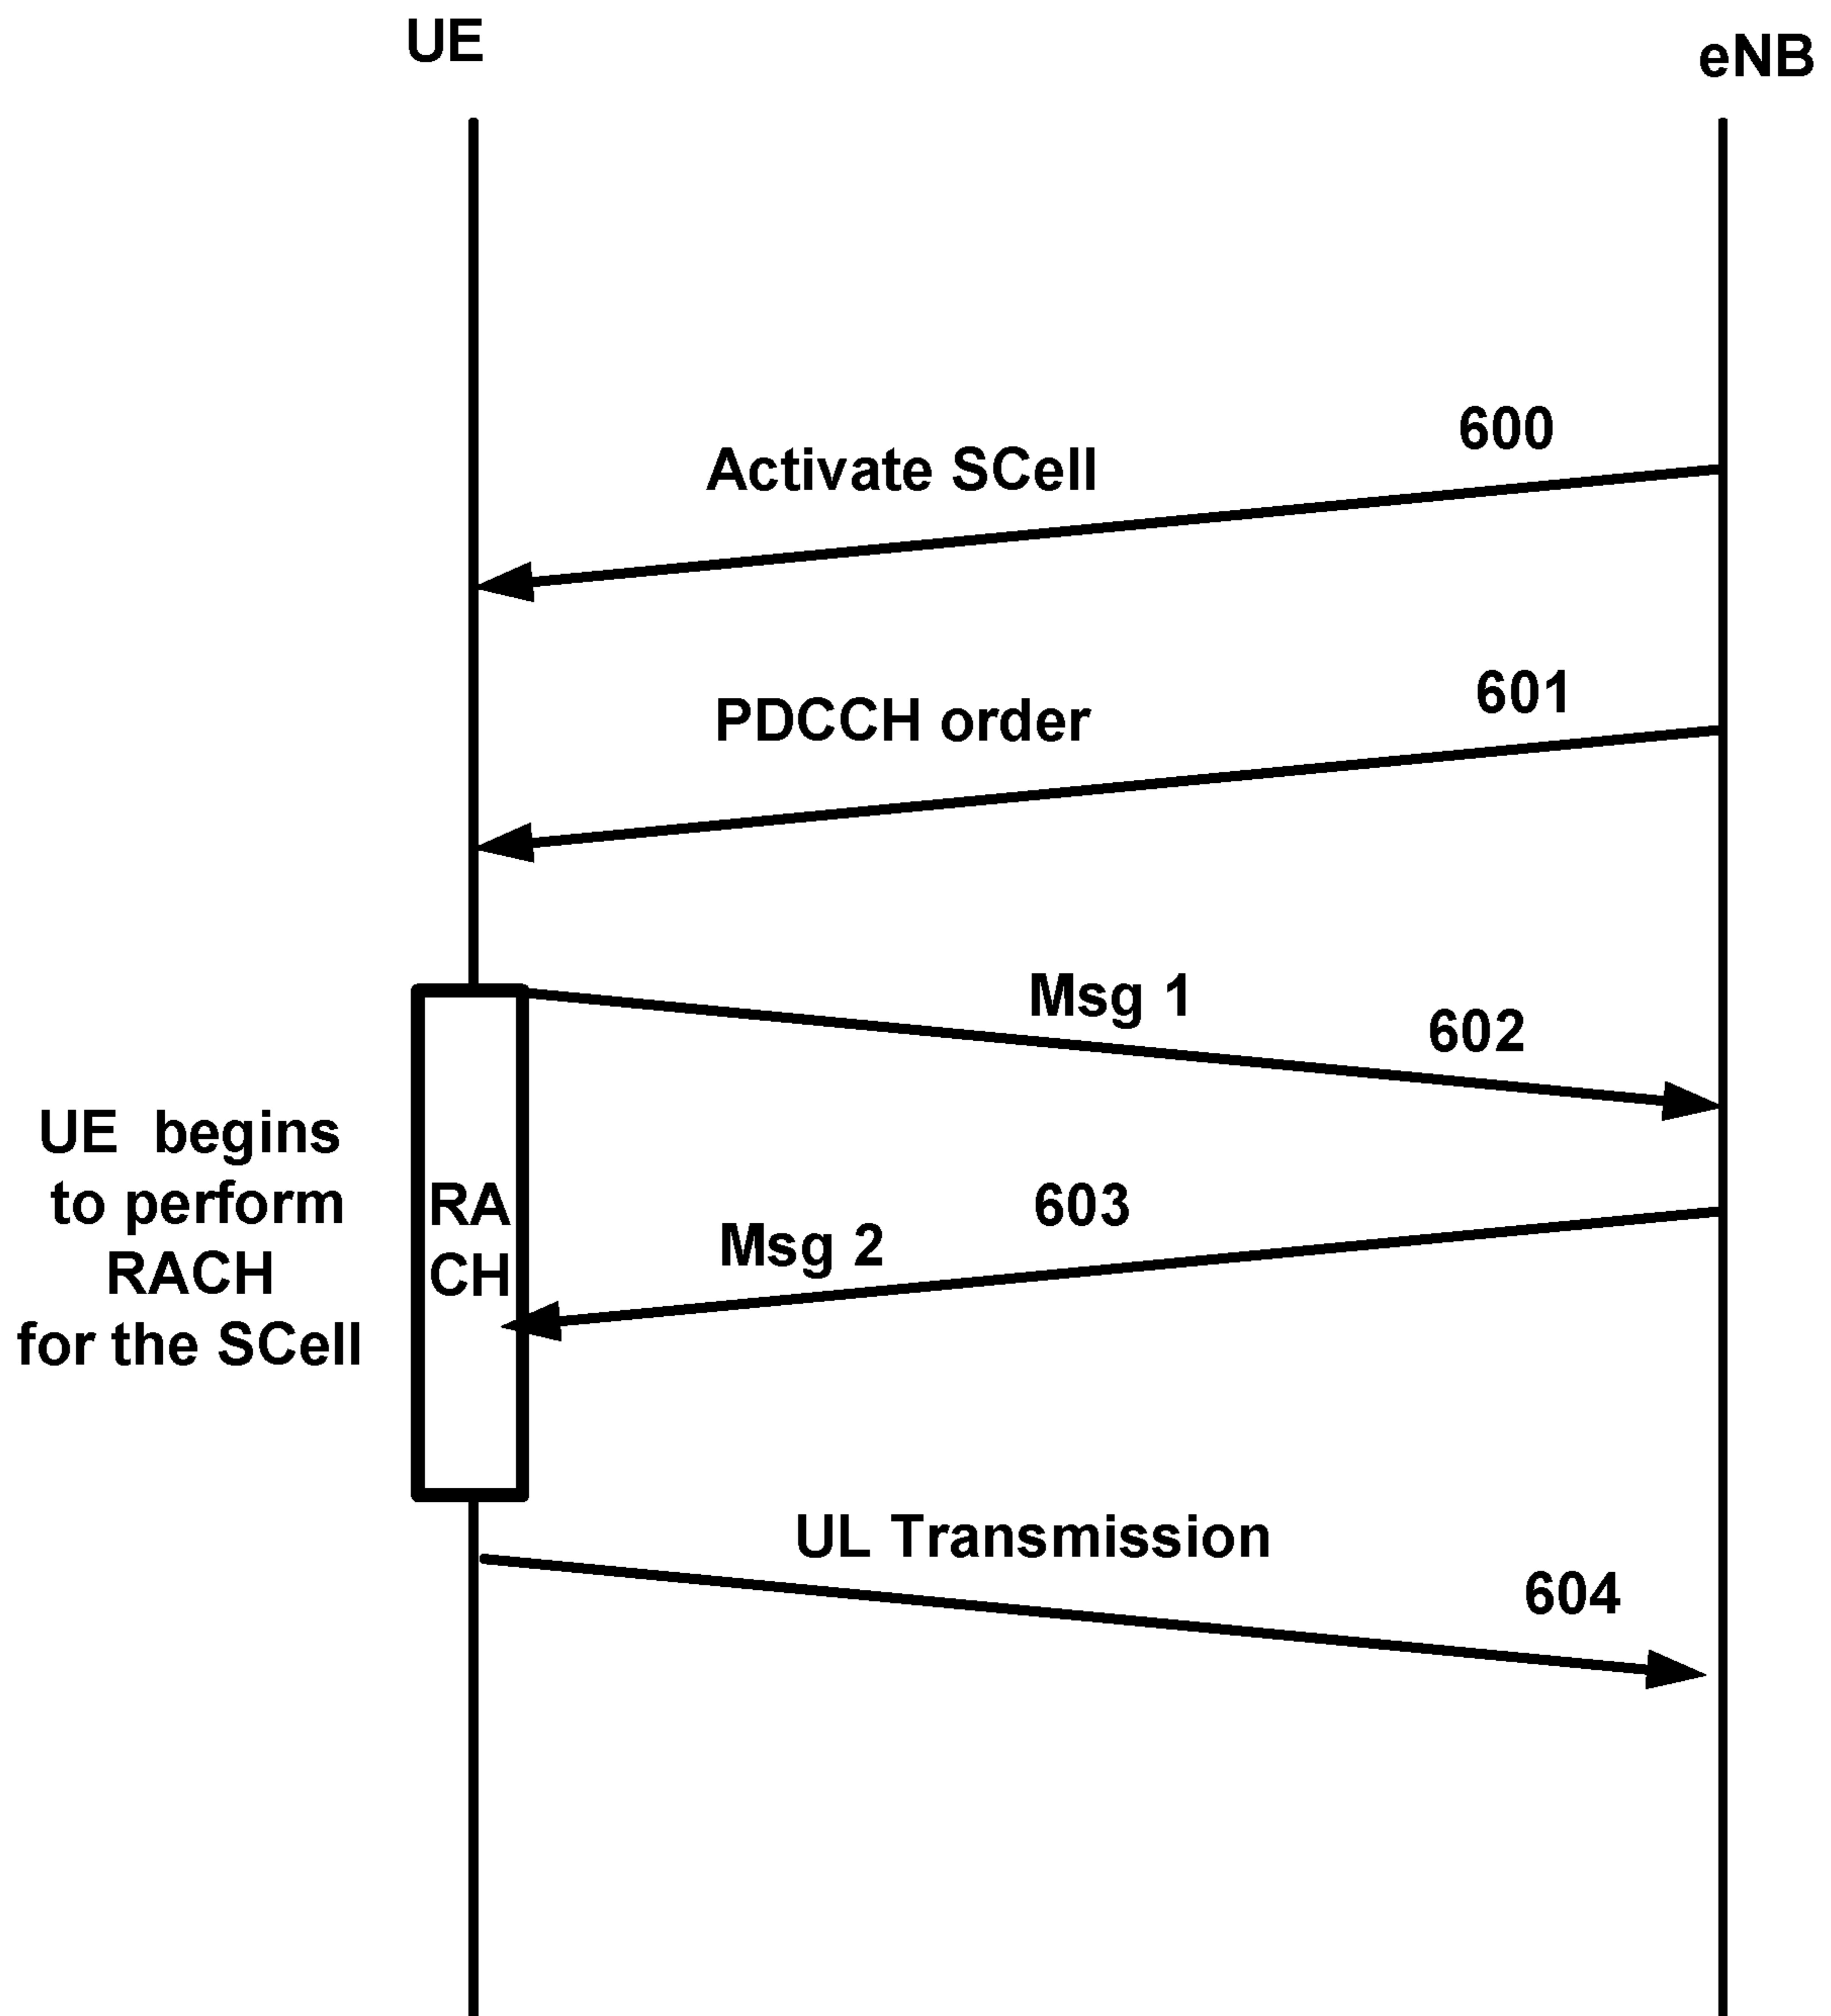 UE
eNB
600
Activate SCell
601
PDCCH order
Msg 1
602
UE begins
to perform
RACH
for the SCell
RA
CH
603
Msg 2
UL Transmission
604